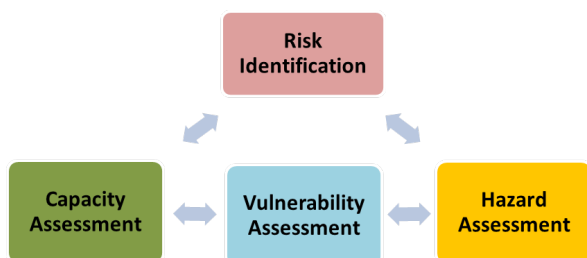 Risk
Identification
Capacity
Assessment
Vulnerability
Assessment
Hazard
Assessment